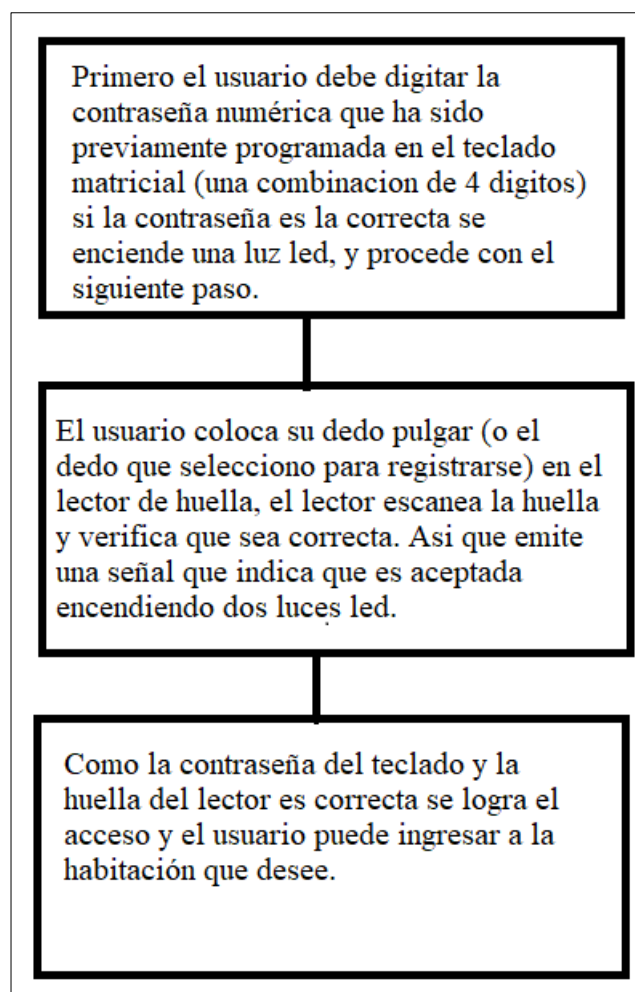 Primero el usuario debe digitar la
contraseña numérica que ha sido
previamente programada en el teclado
matricial (una combinacion de 4 digitos)
si la contraseña es la correcta se
enciende una luz led, y procede con el
siguiente paso.
El usuario coloca su dedo pulgar (o el
dedo que selecciono para registrarse) en el
lector de huella, el lector escanea la huella
y verifica que sea correcta. Asi que emite
una señal que indica que es aceptada
encendiendo dos luces led.
Como la contraseña del teclado y la
huella del lector es correcta se logra el
acceso y el usuario puede ingresar a la
habitación que desee.